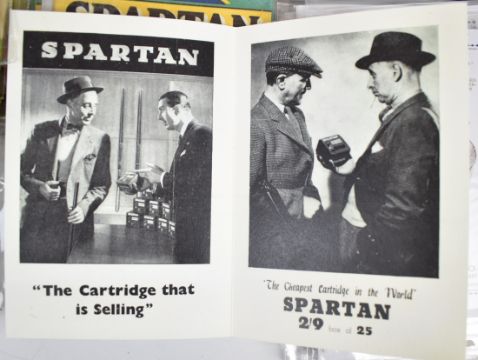 SPARTAN
SPARTAN
"The Cartridge that
is Selling"
"The Cheapest Cartridge in the World"
SPARTAN
2'9 box of 25